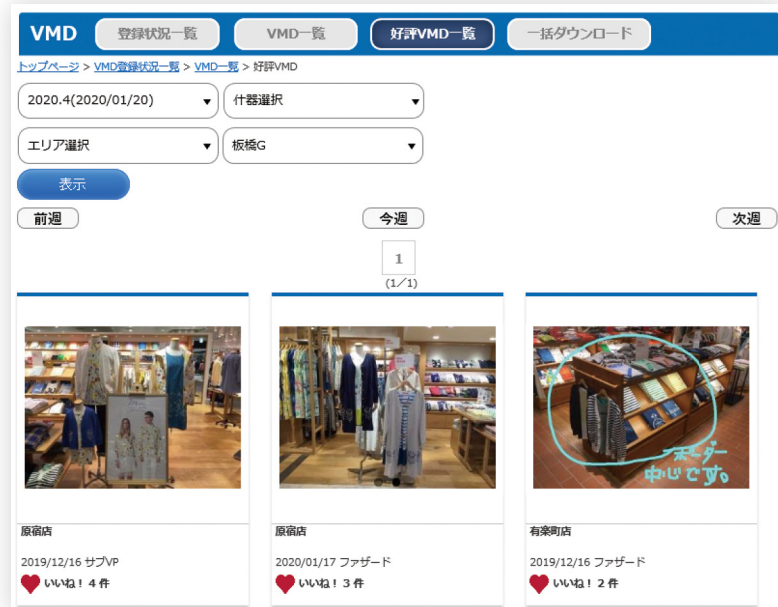 VMD 登録状況一覧 VMD一覧 好評VMD一覧 一括ダウンロード
トップページ > VMD登録状況一覧 > VMD一覧 > 好評VMD
2020.4(2020/01/20) ▼ 什器選択 ▼
エリア選択 ▼ 板橋G ▼
表示
前週 今週 次週
1
(1/1)
ボーダー
中心です。
原宿店 原宿店 有楽町店
2019/12/16 サブVP 2020/01/17 ファザード 2019/12/16 ファザード
いいね！4件 いいね！3件 いいね！2件